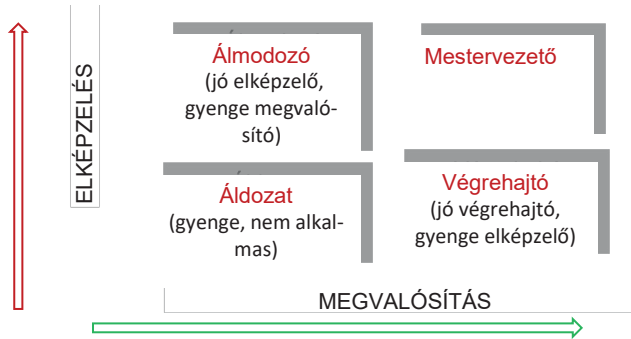 ELKÉPZELÉS
Álmodozó
(jó elképzelő,
gyenge megvaló-
sító)
Mestervezető
Áldozat
(gyenge, nem alkal-
mas)
Végrehajtó
(jó végrehajtó,
gyenge elképzelő)
MEGVALÓSÍTÁS